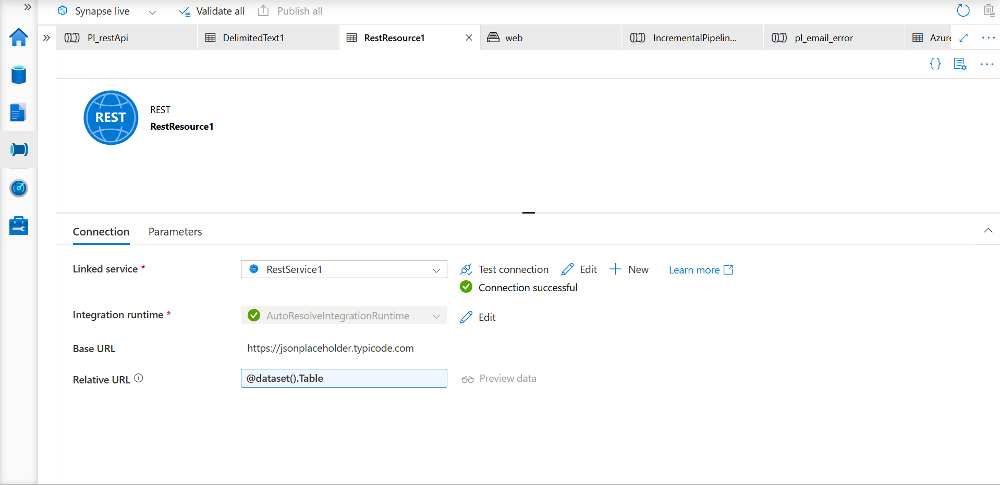 Synapse live
Validate all
Publish all
Pl_restApi
DelimitedText1
RestResource1
web
IncrementalPipelin...
pl_email_error
Azure
REST
REST
RestResource1
Connection
Parameters
Linked service *
RestService1
Test connection
Edit
New
Learn more
Connection successful
Integration runtime *
AutoResolveIntegrationRuntime
Edit
Base URL
https://jsonplaceholder.typicode.com
Relative URL
@dataset().Table
Preview data